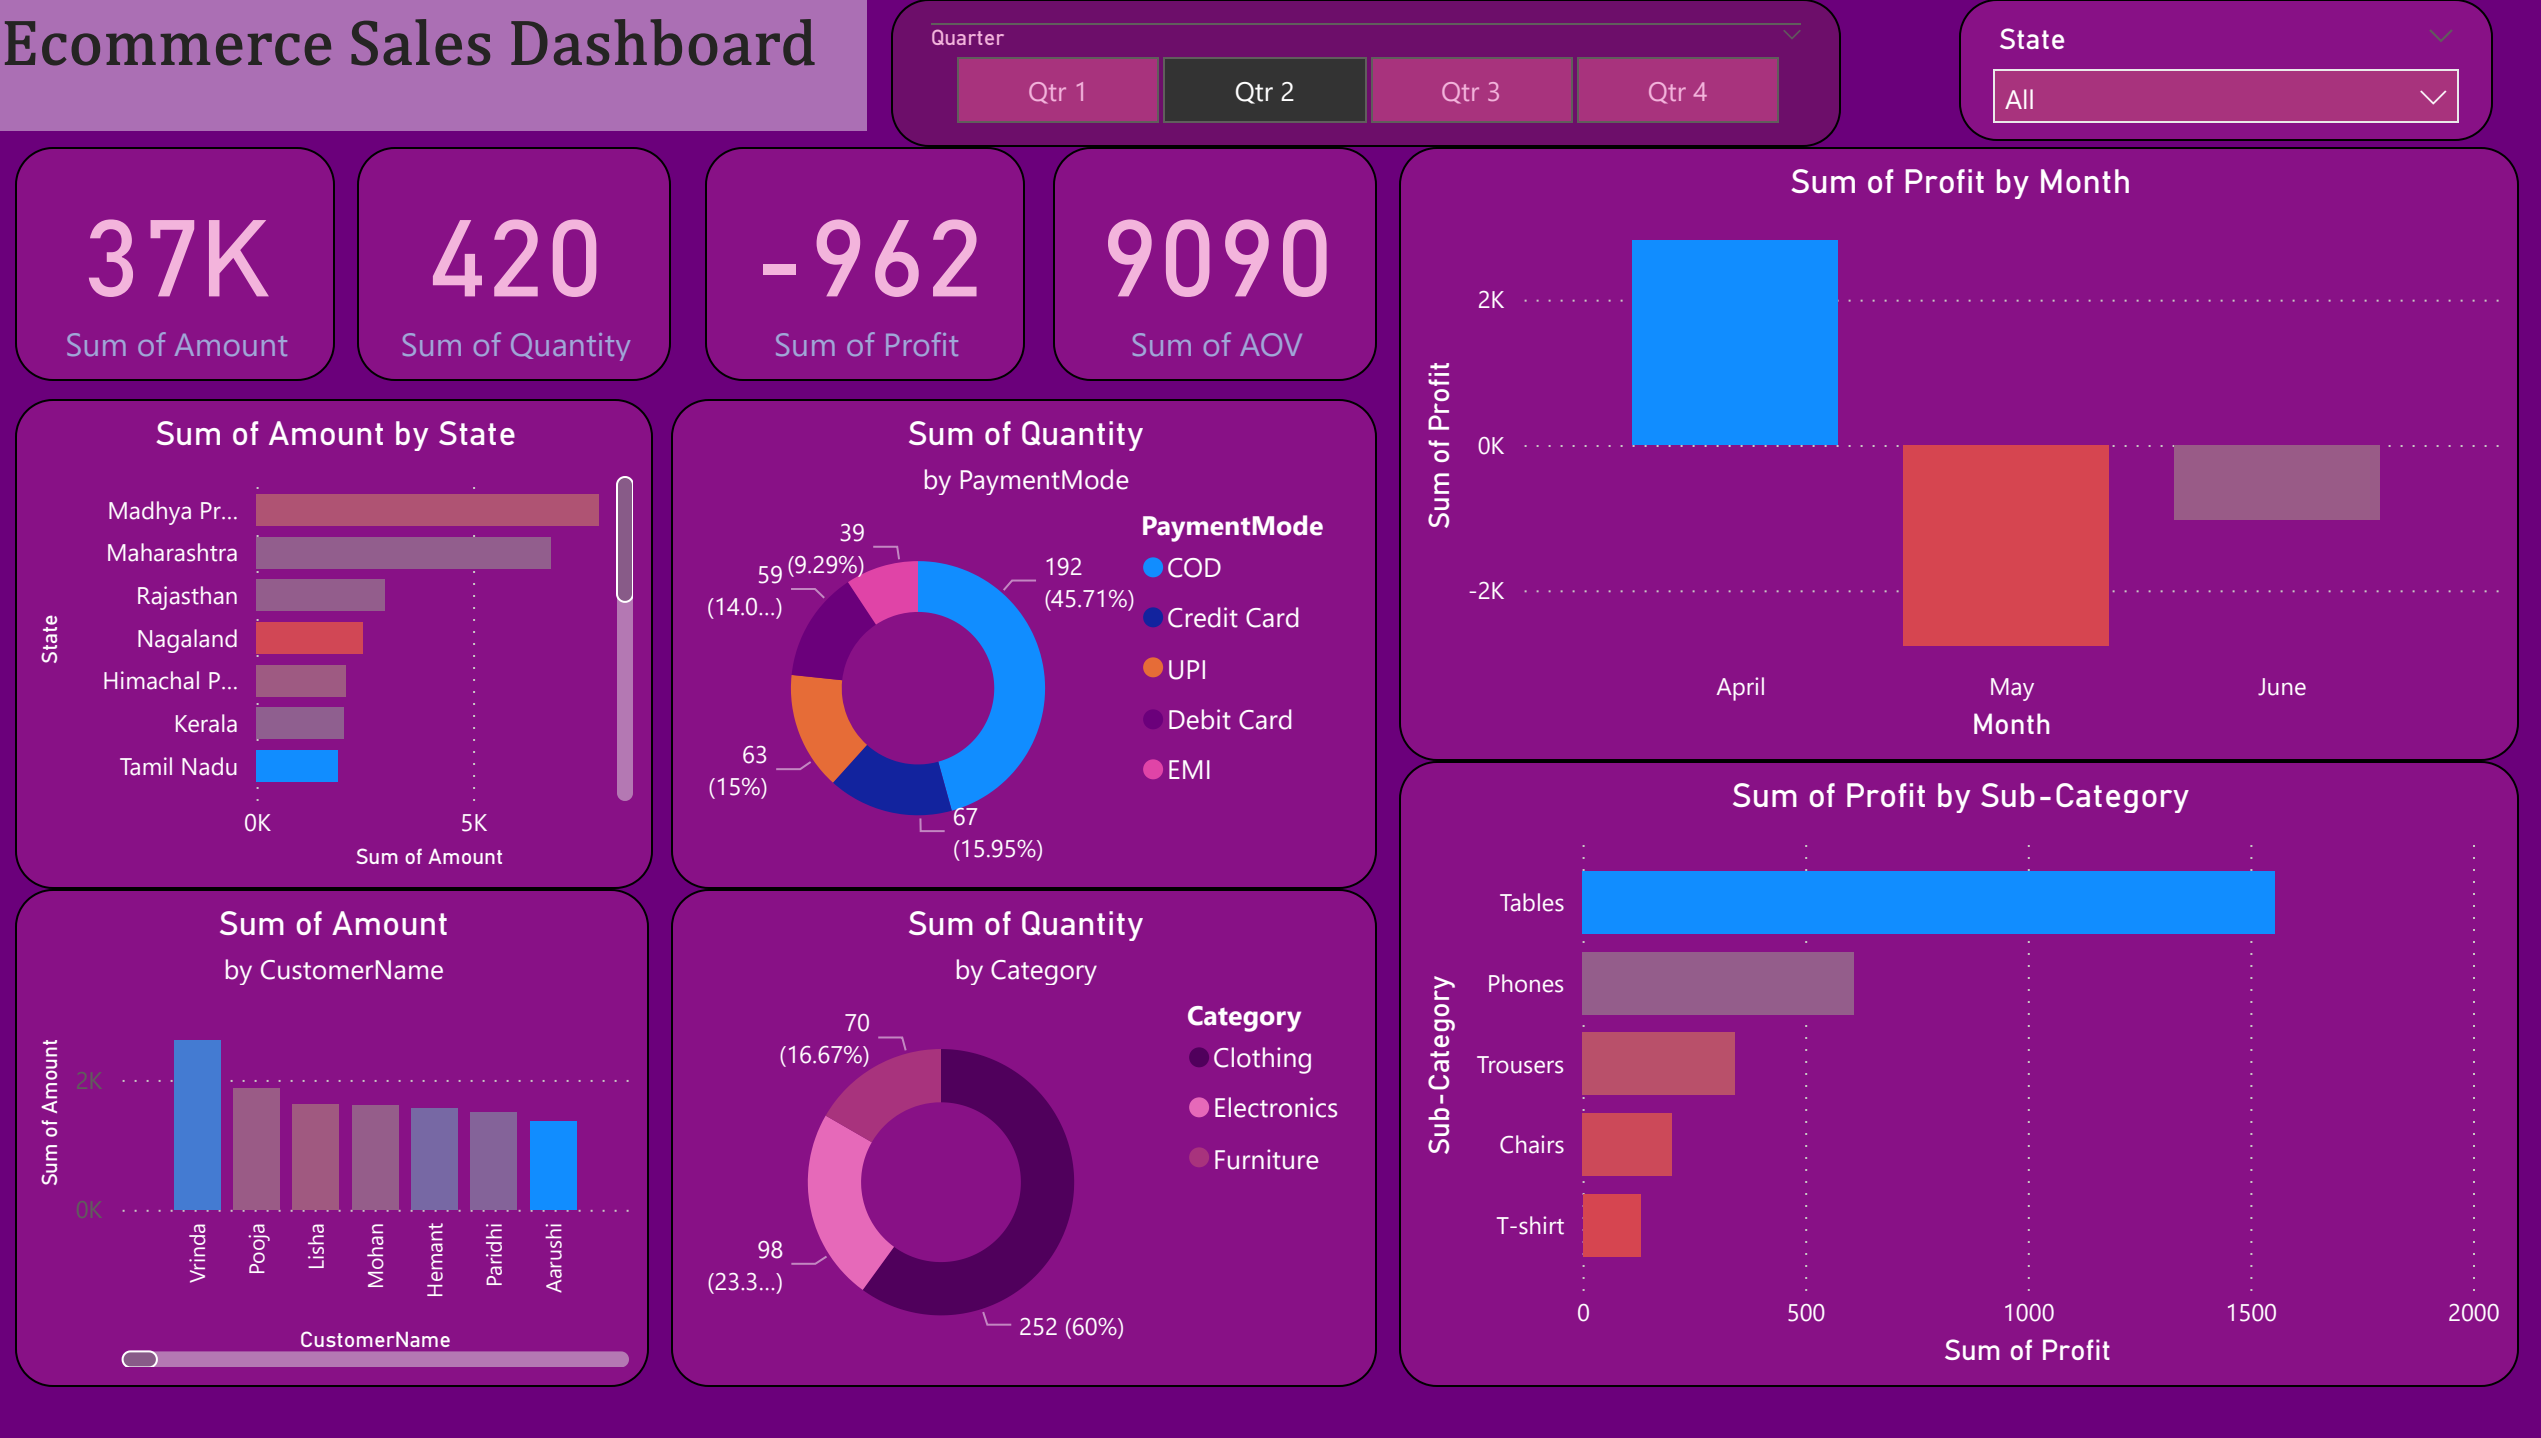 Ecommerce Sales Dashboard
Quarter
Qtr 1
Qtr 2
Qtr 3
Qtr 4
State
All
37K
Sum of Amount
420
Sum of Quantity
-962
Sum of Profit
9090
Sum of AOV
Sum of Profit by Month
Sum of Profit
2K
0K
-2K
April
May
June
Month
Sum of Amount by State
State
Madhya Pr...
Maharashtra
Rajasthan
Nagaland
Himachal P...
Kerala
Tamil Nadu
0K
5K
Sum of Amount
Sum of Quantity
by PaymentMode
39
(9.29%)
59
(14.0...)
63
(15%)
67
(15.95%)
192
(45.71%)
PaymentMode
COD
Credit Card
UPI
Debit Card
EMI
Sum of Profit by Sub-Category
Sub-Category
Tables
Phones
Trousers
Chairs
T-shirt
0
500
1000
1500
2000
Sum of Profit
Sum of Amount
by CustomerName
Sum of Amount
2K
0K
Vrinda
Pooja
Lisha
Mohan
Hemant
Paridhi
Aarushi
CustomerName
Sum of Quantity
by Category
70
(16.67%)
98
(23.3...)
252 (60%)
Category
Clothing
Electronics
Furniture